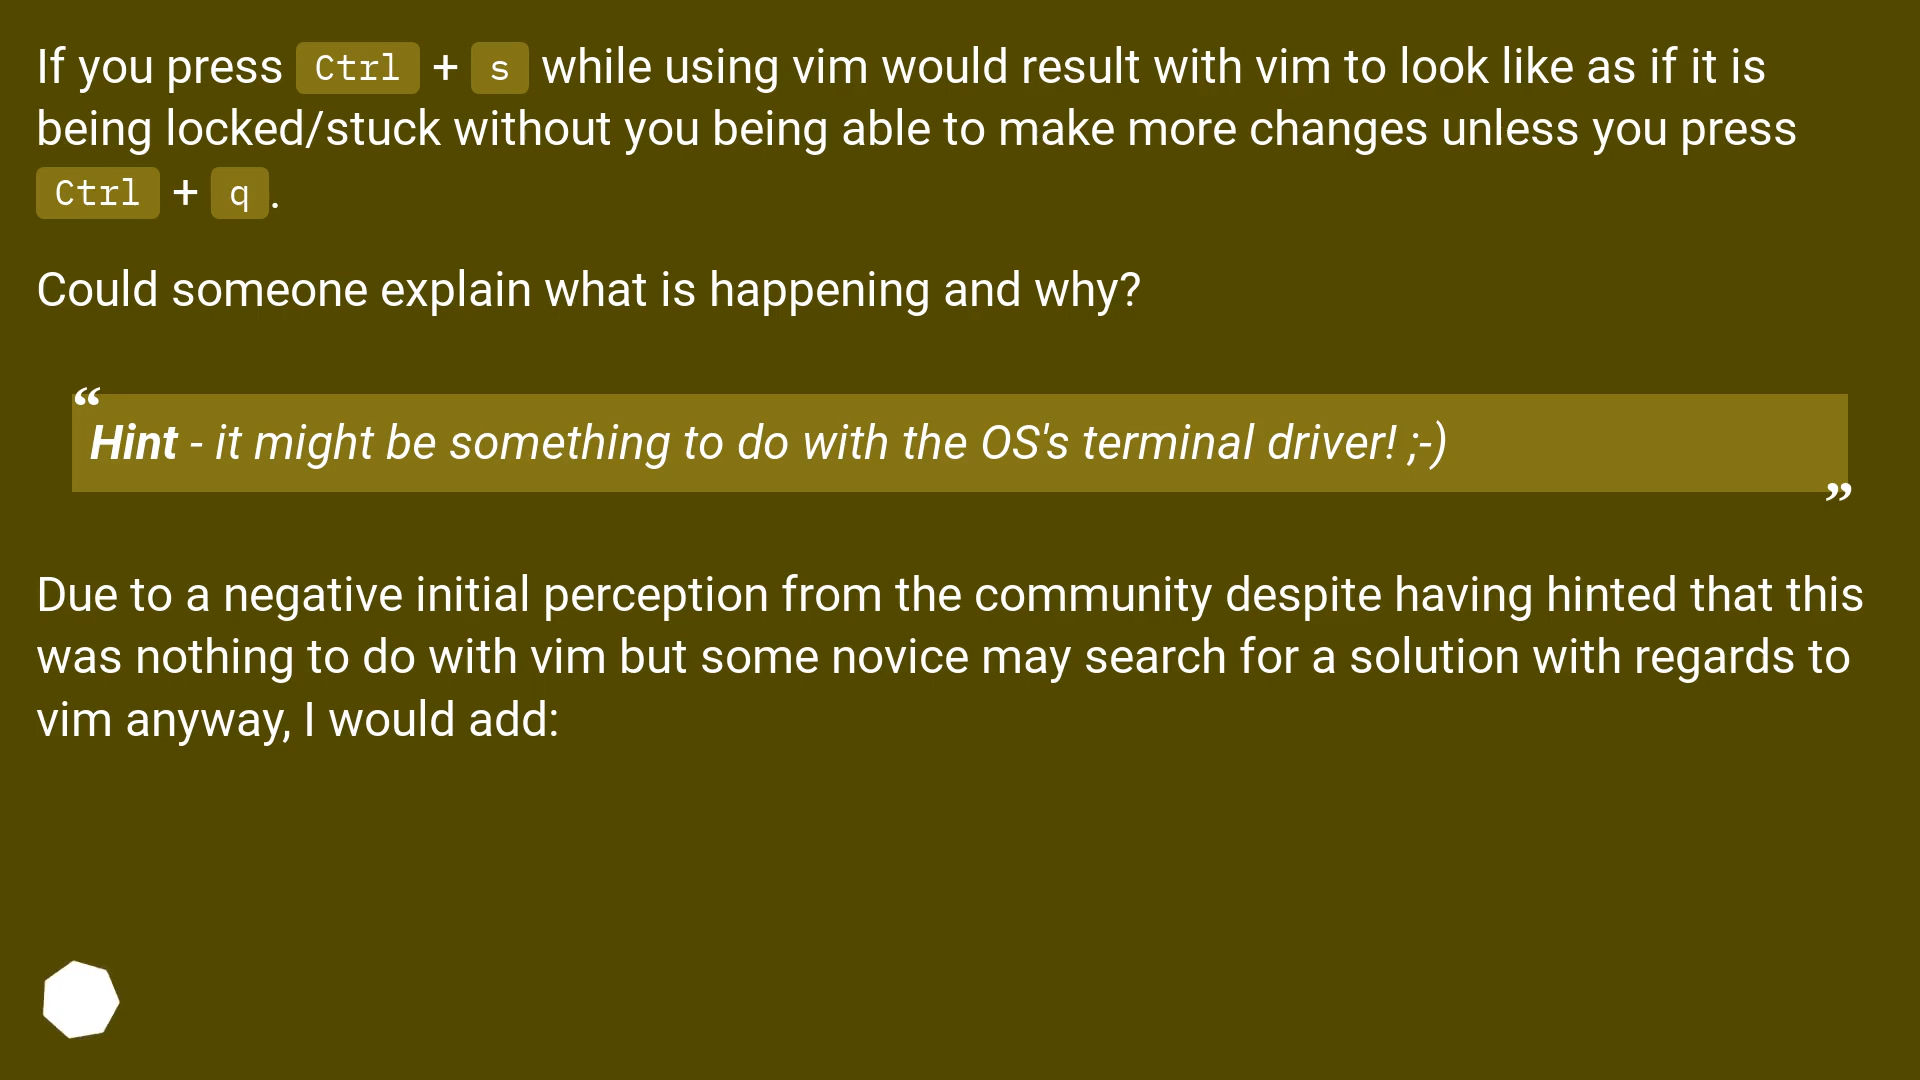 If you press Ctrl + s while using vim would result with vim to look like as if it is
being locked/stuck without you being able to make more changes unless you press
Ctrl + q.
Could someone explain what is happening and why?
“
Hint - it might be something to do with the OS's terminal driver! ;-)
”
Due to a negative initial perception from the community despite having hinted that this
was nothing to do with vim but some novice may search for a solution with regards to
vim anyway, I would add: